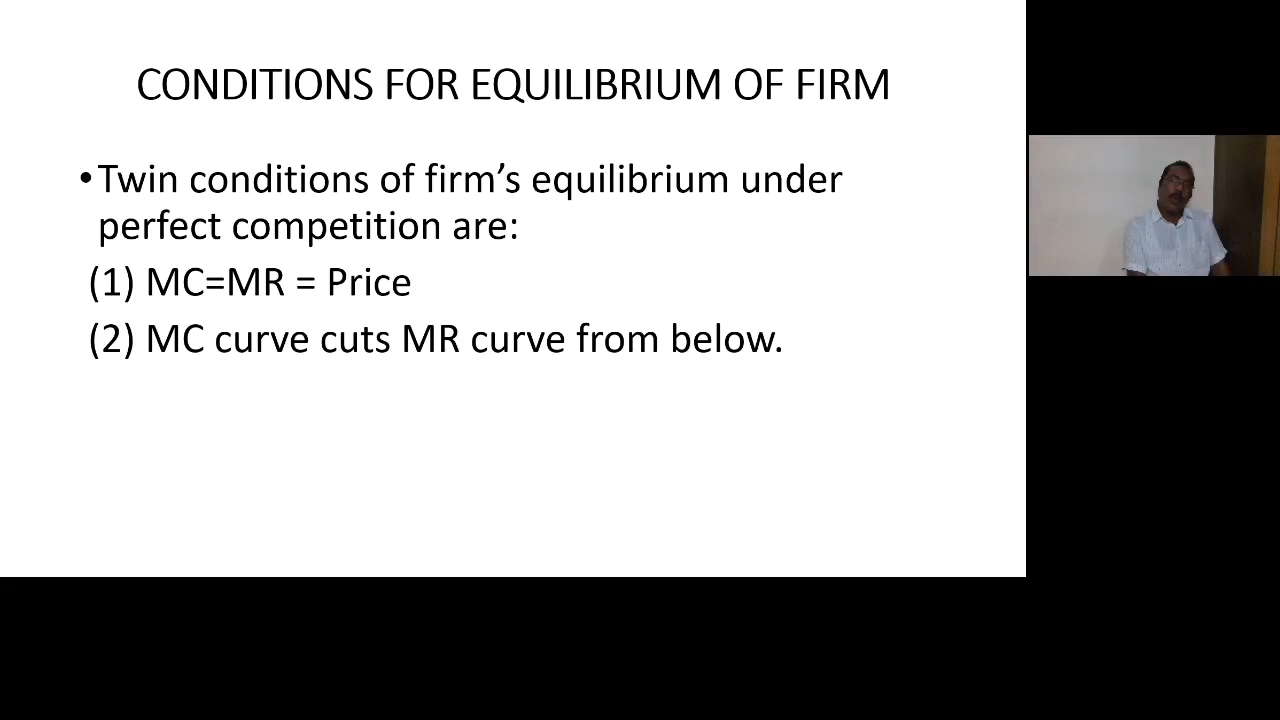 CONDITIONS FOR EQUILIBRIUM OF FIRM
•Twin conditions of firm’s equilibrium under
perfect competition are:
(1) MC=MR = Price
(2) MC curve cuts MR curve from below.